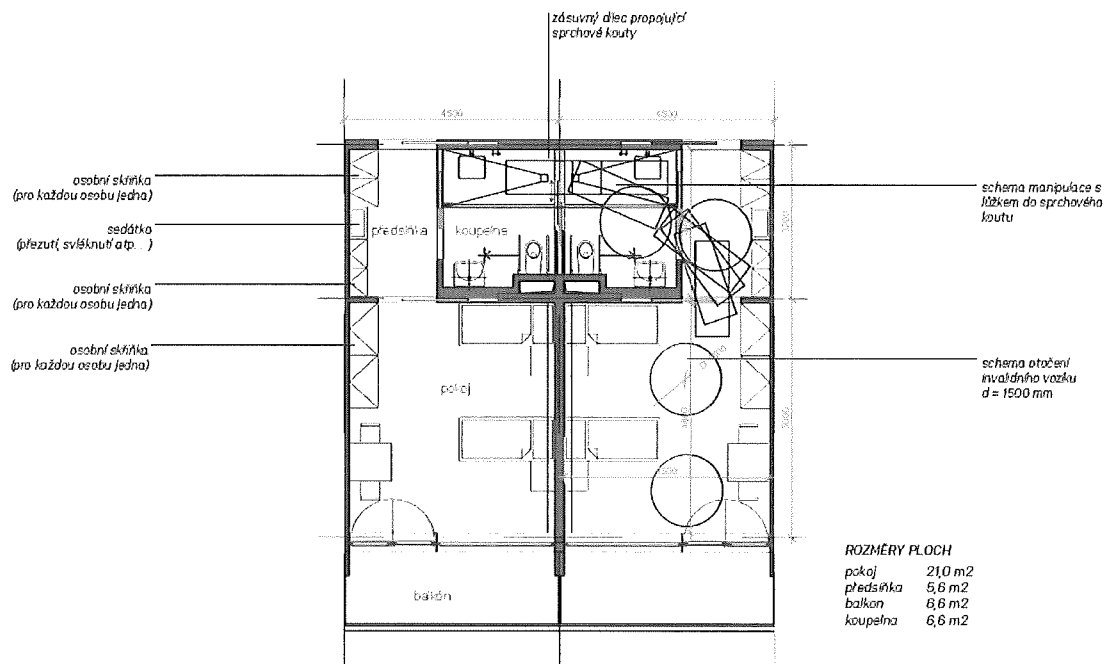 zásuvný dílec propojující
sprchové kouty
4500
osobní skříňka
(pro každou osobu jedna)
sedátko
(přezutí, svléknutí atp. . .)
předsíňka
koupelna
schema manipulace s
lůžkem do sprchového
koutu
osobní skříňka
(pro každou osobu jedna)
osobní skříňka
(pro každou osobu jedna)
pokoj
schema otočení
invalidního vozíku
d = 1500 mm
balkón
ROZMĚRY PLOCH
pokoj 21,0 m2
předsíňka 5,6 m2
balkon 6,6 m2
koupelna 6,6 m2